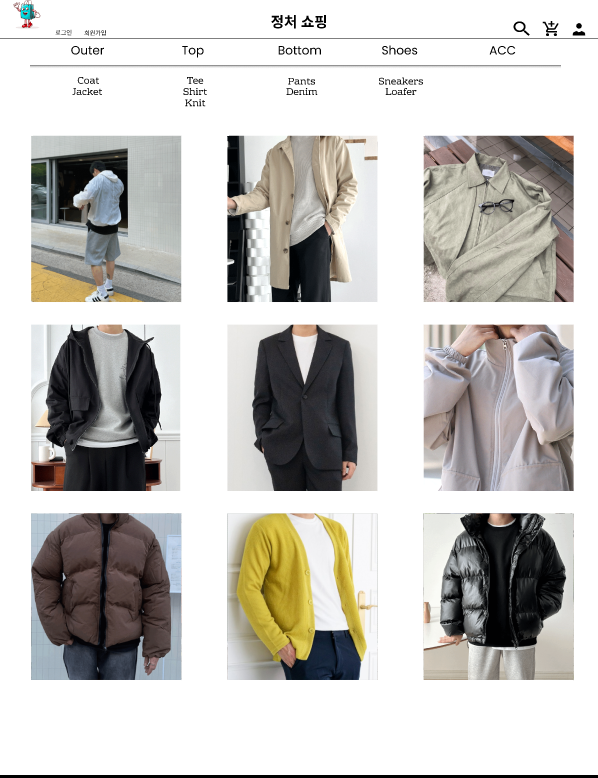 정처 쇼핑
로그인 회원가입
Outer Top Bottom Shoes ACC
Coat Tee Pants Sneakers
Jacket Shirt Denim Loafer
Knit